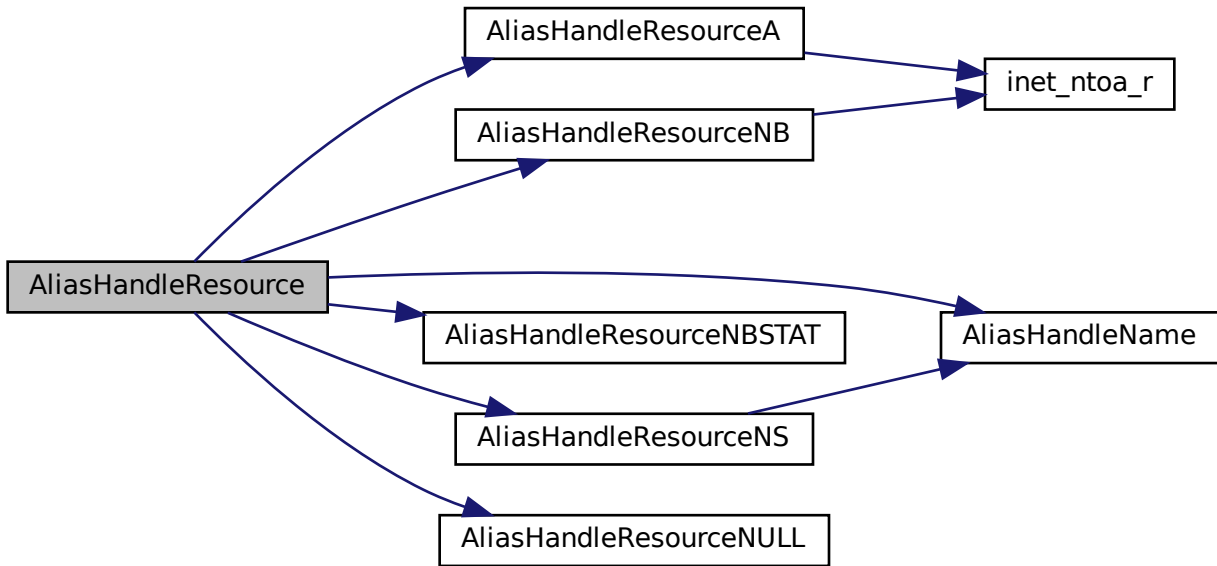 AliasHandleResourceA
inet_ntoa_r
AliasHandleResourceNB
AliasHandleResource
AliasHandleResourceNBSTAT
AliasHandleName
AliasHandleResourceNS
AliasHandleResourceNULL